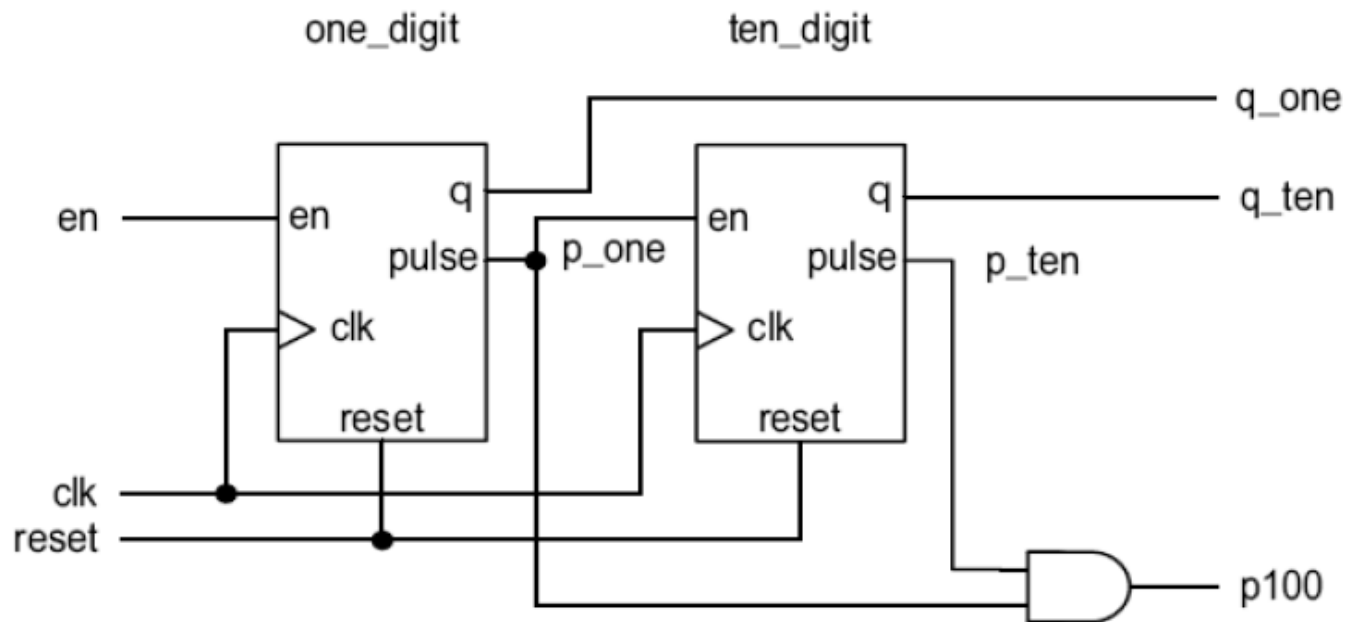 one_digit
ten_digit
q_one
q
q
q_ten
en
en
en
pulse
p_one
pulse
p_ten
clk
clk
reset
reset
clk
reset
p100